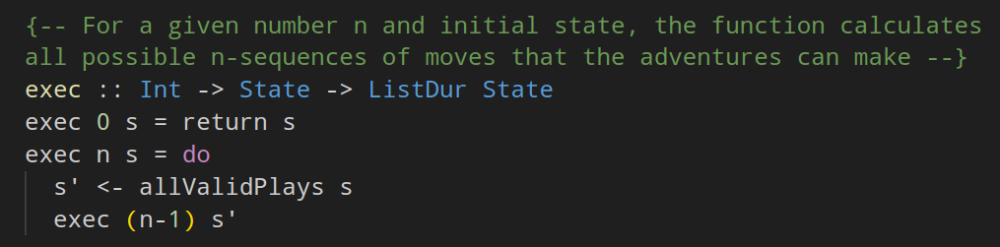 {-- For a given number n and initial state, the function calculates
all possible n-sequences of moves that the adventures can make --}
exec :: Int -> State -> ListDur State
exec 0 s = return s
exec n s = do
  s' <- allValidPlays s
  exec (n-1) s'